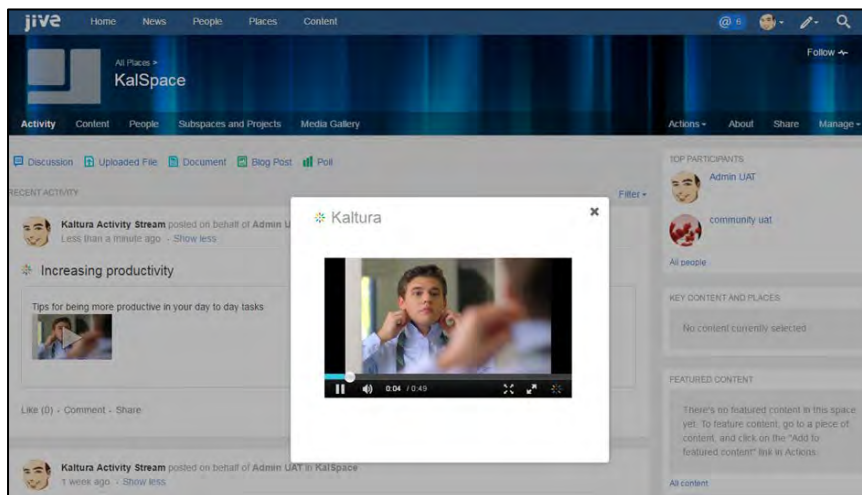 jive Home News People Places Content @ 6
All Places >
KalSpace
Follow
Activity Content People Subspaces and Projects Media Gallery Actions About Share Manage
Discussion Uploaded File Document Blog Post Poll
RECENT ACTIVITY
Filter
Kaltura Activity Stream posted on behalf of Admin U
Less than a minute ago. - Show less
Increasing productivity
Tips for being more productive in your day to day tasks
Like (0) - Comment - Share
Kaltura Activity Stream posted on behalf of Admin UAT in KalSpace
1 week ago. - Show less
Kaltura
0:04 / 0:49
TOP PARTICIPANTS
Admin UAT
community uat
All people
KEY CONTENT AND PLACES
No content currently selected
FEATURED CONTENT
There's no featured content in this space
yet. To feature content, go to a piece of
content, and click on the "Add to
featured content" link in Actions.
All content